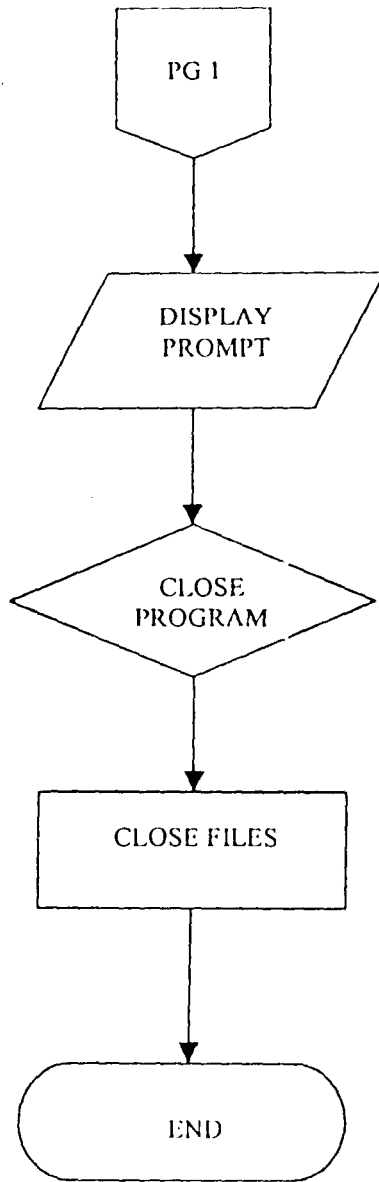 PG 1
DISPLAY
PROMPT
CLOSE
PROGRAM
CLOSE FILES
END